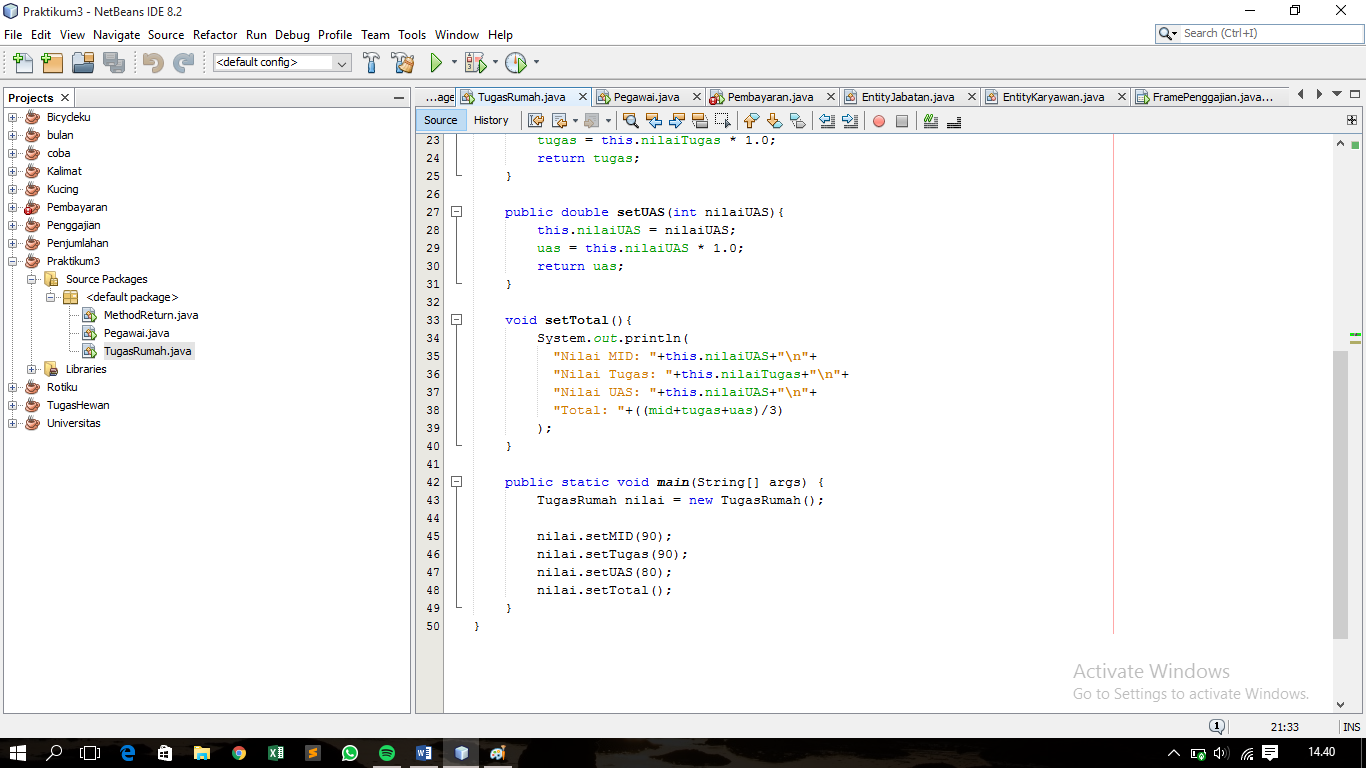 Praktikum3 - NetBeans IDE 8.2
File Edit View Navigate Source Refactor Run Debug Profile Team Tools Window Help
Search (Ctrl+I)
<default config>
Projects
Bicycleku
bulan
coba
Kalimat
Kucing
Pembayaran
Penggajian
Penjumlahan
Praktikum3
Source Packages
<default package>
MethodReturn.java
Pegawai.java
TugasRumah.java
Libraries
Rotiku
TugasHewan
Universitas
...age TugasRumah.java Pegawai.java Pembayaran.java EntityJabatan.java EntityKaryawan.java FramePenggajian.java...
Source History
23 tugas = this.nilaiTugas * 1.0;
24 return tugas;
25 }
26
27 public double setUAS(int nilaiUAS){
28 this.nilaiUAS = nilaiUAS;
29 uas = this.nilaiUAS * 1.0;
30 return uas;
31 }
32
33 void setTotal(){
34 System.out.println(
35 "Nilai MID: "+this.nilaiUAS+"\n"+
36 "Nilai Tugas: "+this.nilaiTugas+"\n"+
37 "Nilai UAS: "+this.nilaiUAS+"\n"+
38 "Total: "+((mid+tugas+uas)/3)
39 );
40 }
41
42 public static void main(String[] args) {
43 TugasRumah nilai = new TugasRumah();
44
45 nilai.setMID(90);
46 nilai.setTugas(90);
47 nilai.setUAS(80);
48 nilai.setTotal();
49 }
50 }
Activate Windows
Go to Settings to activate Windows.
1 21:33 INS
14.40